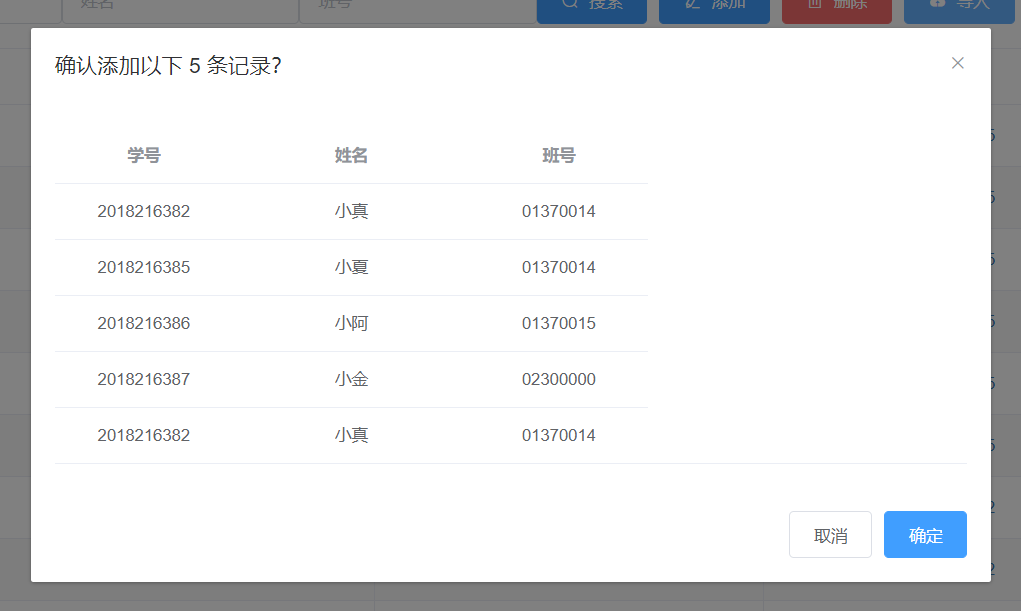 姓名 班号 搜索 添加 删除 导入
确认添加以下 5 条记录？
学号 姓名 班号
2018216382 小真 01370014
2018216385 小夏 01370014
2018216386 小阿 01370015
2018216387 小金 02300000
2018216382 小真 01370014
取消 确定